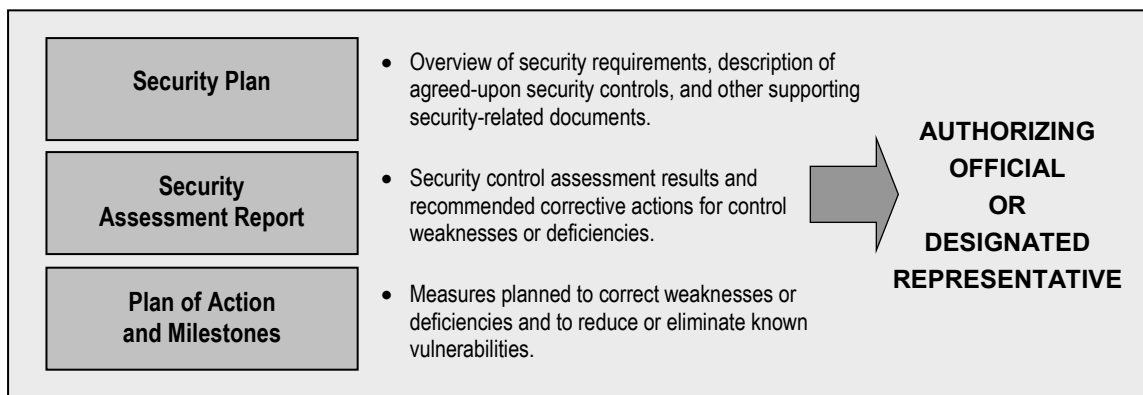 Security Plan
• Overview of security requirements, description of
agreed-upon security controls, and other supporting
security-related documents.
Security
Assessment Report
• Security control assessment results and
recommended corrective actions for control
weaknesses or deficiencies.
Plan of Action
and Milestones
• Measures planned to correct weaknesses or
deficiencies and to reduce or eliminate known
vulnerabilities.
AUTHORIZING
OFFICIAL
OR
DESIGNATED
REPRESENTATIVE